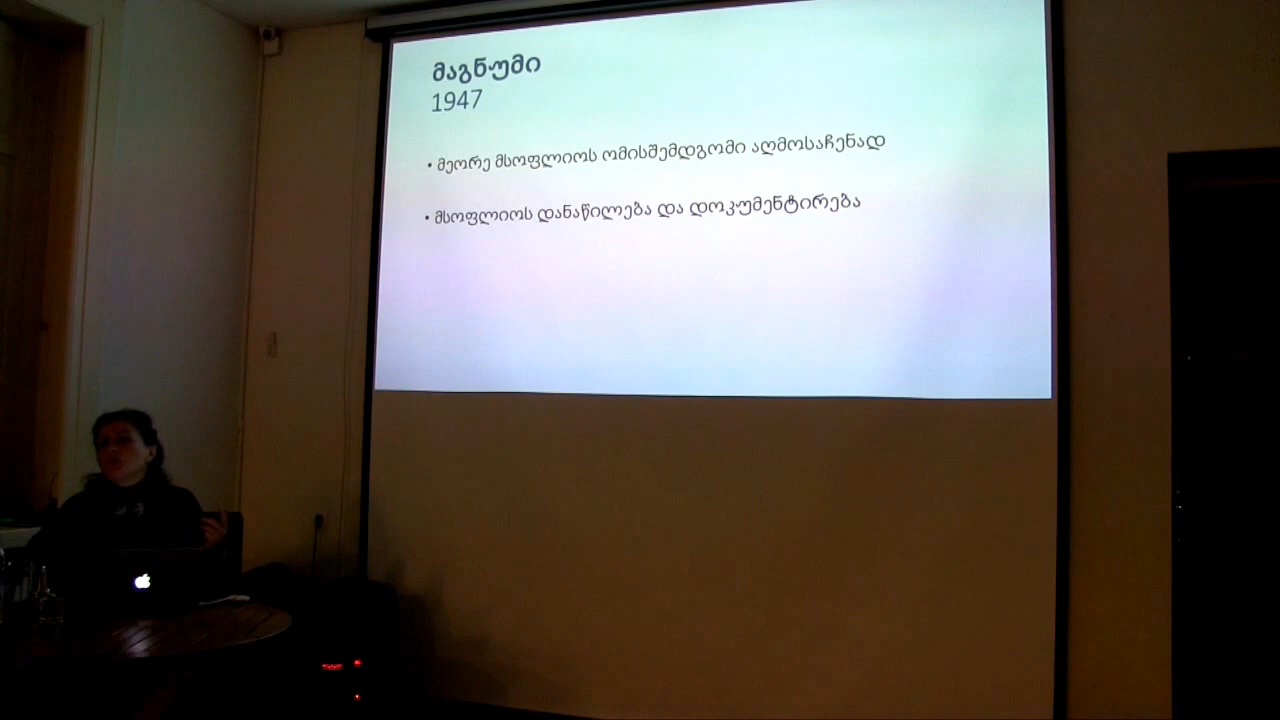 მაგნუმი
1947
• მეორე მსოფლიოს ომისშემდგომი აღმოსაჩენად
• მსოფლიოს დანაწილება და დოკუმენტირება